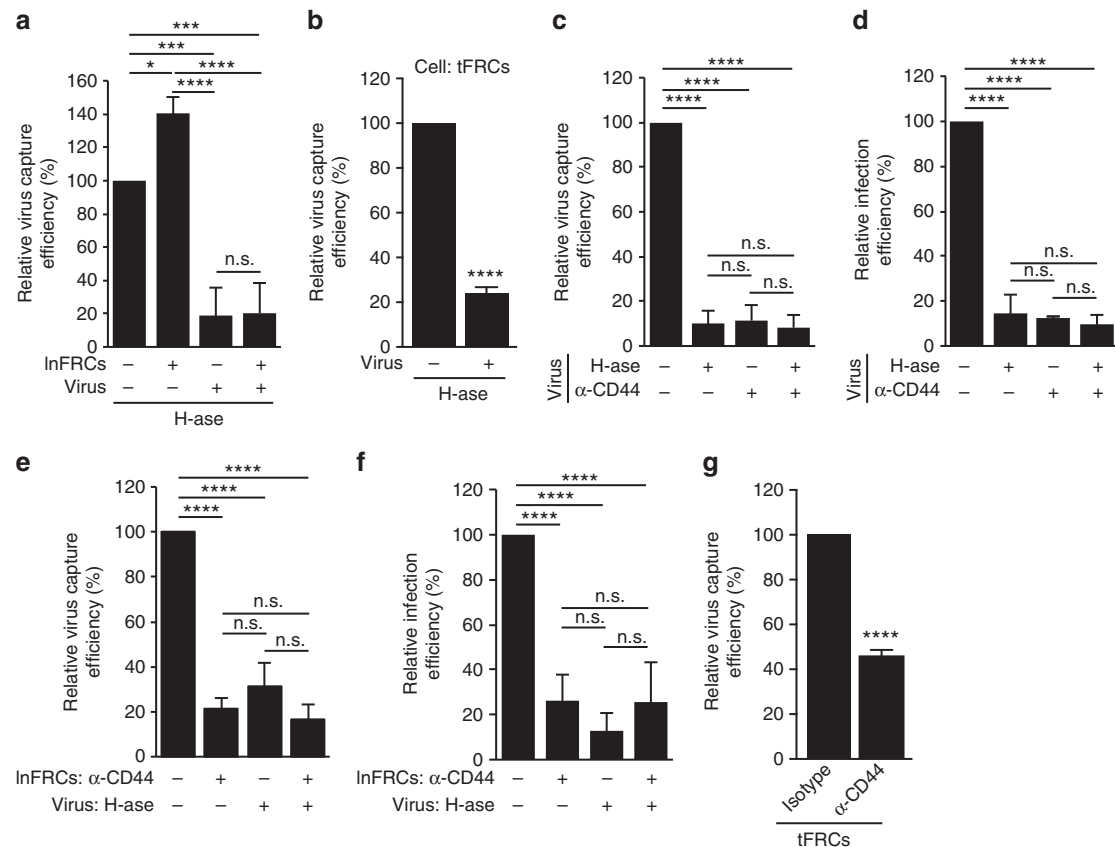 a
***
***
*
****
****
160
140
120
100
80
60
40
20
0
Relative virus capture
efficiency (%)
n.s.
lnFRCs – + – +
Virus – – + +
H-ase
b
Cell: tFRCs
120
100
80
60
40
20
0
Relative virus capture
efficiency (%)
****
Virus – +
H-ase
c
****
****
****
120
100
80
60
40
20
0
Relative virus capture
efficiency (%)
n.s.
n.s.
n.s.
Virus
H-ase – + – +
α-CD44 – – + +
d
****
****
****
120
100
80
60
40
20
0
Relative infection
efficiency (%)
n.s.
n.s.
n.s.
Virus
H-ase – + – +
α-CD44 – – + +
e
****
****
****
120
100
80
60
40
20
0
Relative virus capture
efficiency (%)
n.s.
n.s.
n.s.
lnFRCs: α-CD44 – + – +
Virus: H-ase – – + +
f
****
****
****
120
100
80
60
40
20
0
Relative infection
efficiency (%)
n.s.
n.s.
n.s.
lnFRCs: α-CD44 – + – +
Virus: H-ase – – + +
g
120
100
80
60
40
20
0
Relative virus capture
efficiency (%)
****
Isotype
α-CD44
tFRCs